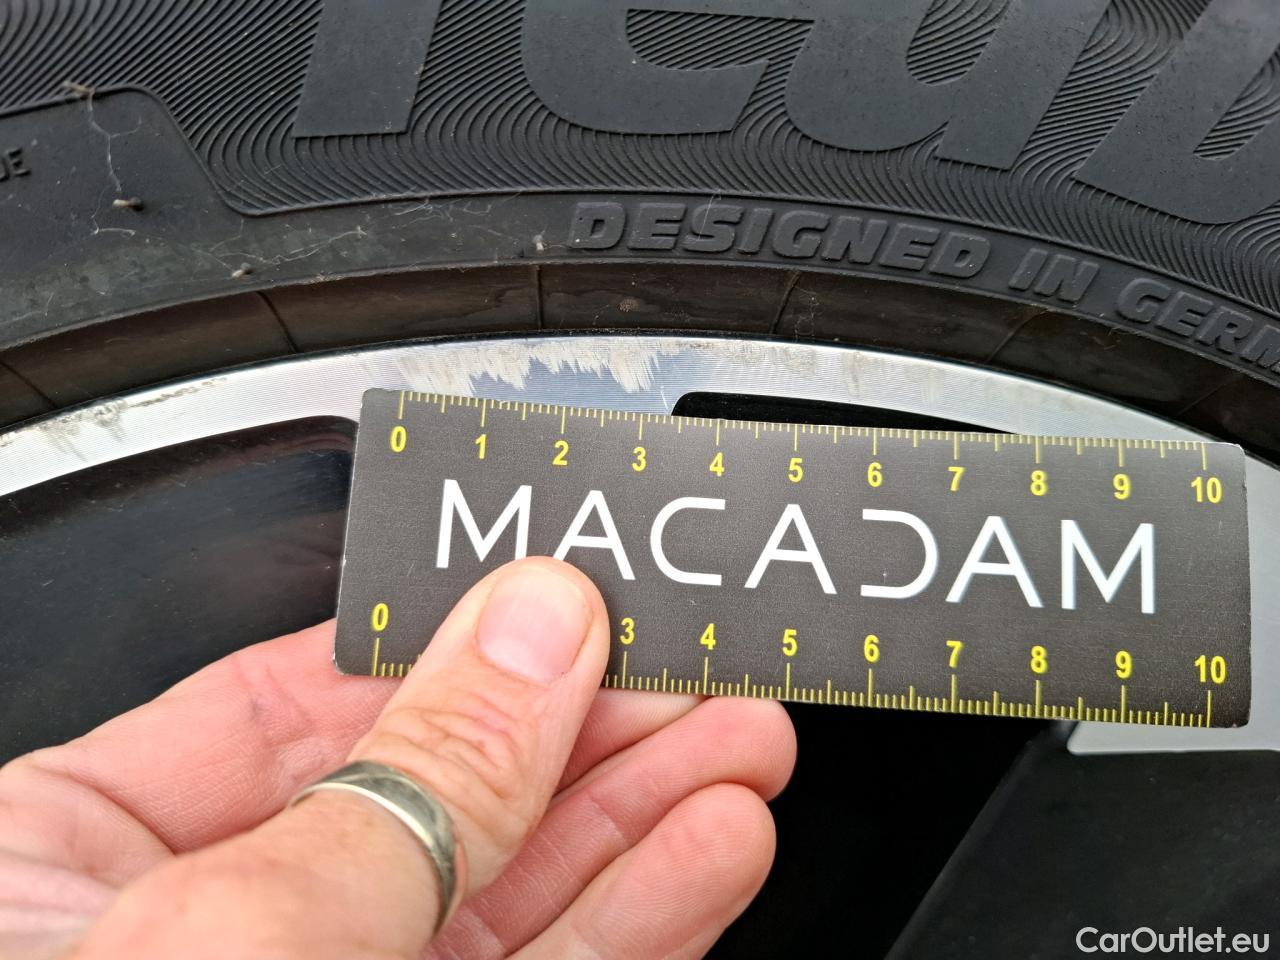 DE
DESIGNED IN GERM
0 1 2 3 4 5 6 7 8 9 10
MACADAM
0 3 4 5 6 7 8 9 10
CarOutlet.eu